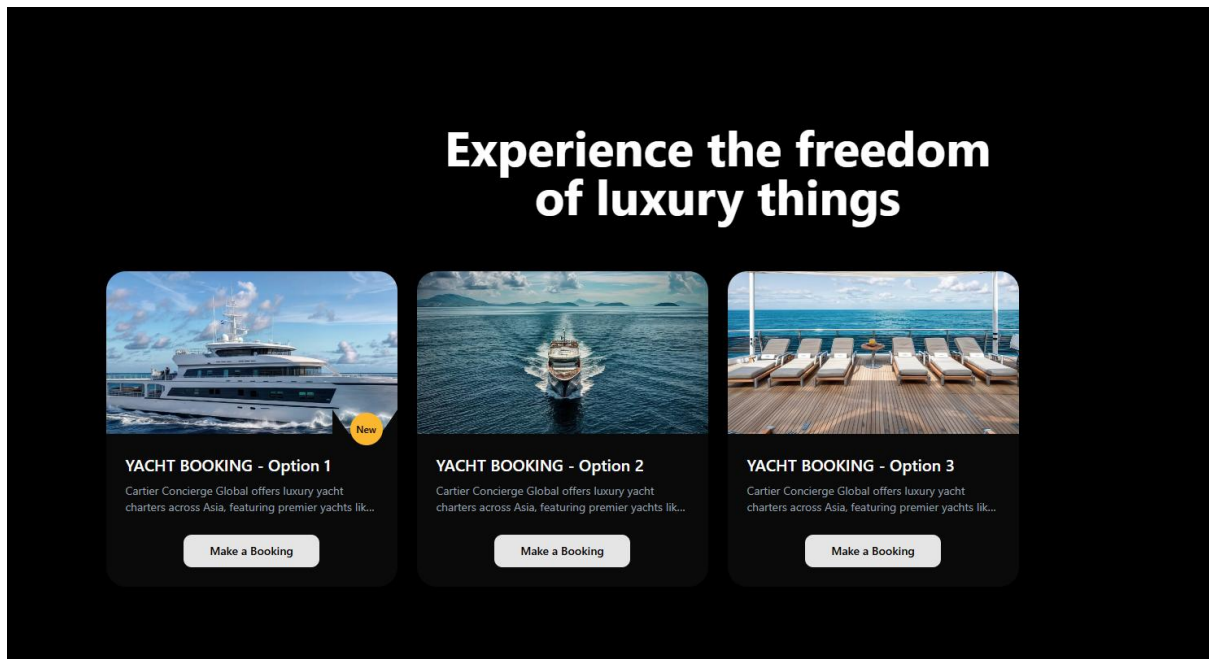 Experience the freedom
of luxury things
New
YACHT BOOKING - Option 1
Cartier Concierge Global offers luxury yacht
charters across Asia, featuring premier yachts lik...
Make a Booking
YACHT BOOKING - Option 2
Cartier Concierge Global offers luxury yacht
charters across Asia, featuring premier yachts lik...
Make a Booking
YACHT BOOKING - Option 3
Cartier Concierge Global offers luxury yacht
charters across Asia, featuring premier yachts lik...
Make a Booking